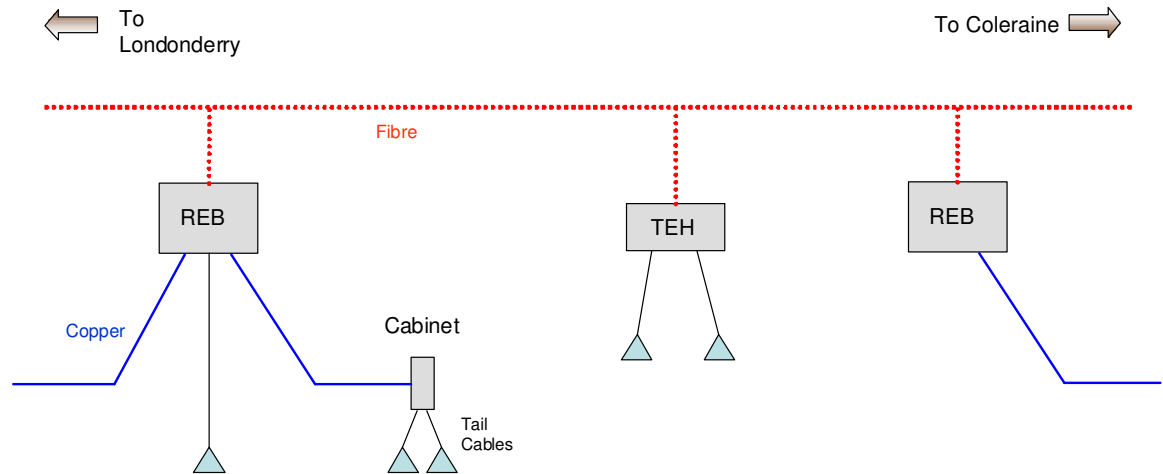 To
Londonderry
To Coleraine
Fibre
REB
TEH
REB
Copper
Cabinet
Tail
Cables